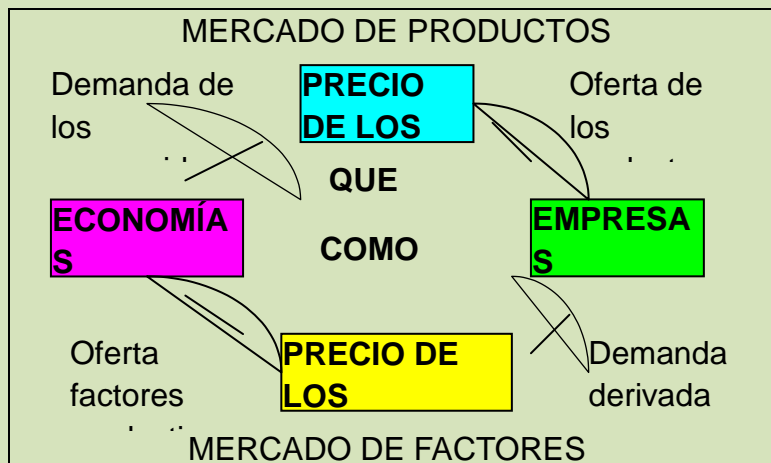 MERCADO DE PRODUCTOS
Demanda de
los
PRECIO
DE LOS
Oferta de
los
QUE
COMO
ECONOMÍA
S
EMPRESA
S
Oferta
factores
PRECIO DE
LOS
Demanda
derivada
MERCADO DE FACTORES